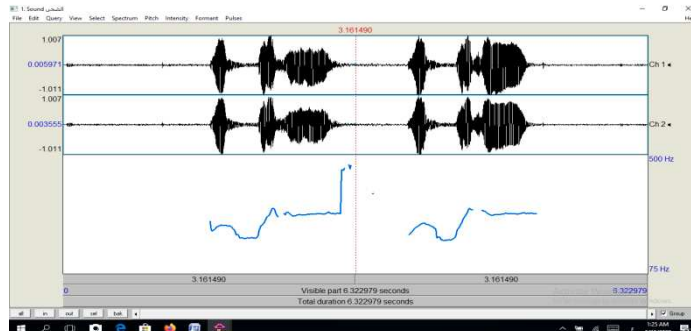 1. Sound الضحى
File Edit Query View Select Spectrum Pitch Intensity Formant Pulses
3.161490
1.007
0.005971
-1.011
Ch 1
1.007
0.003555
-1.011
Ch 2
500 Hz
75 Hz
3.161490 3.161490
0 Visible part 6.322979 seconds 6.322979
Total duration 6.322979 seconds
all in out sel bak Group
1:25 AM